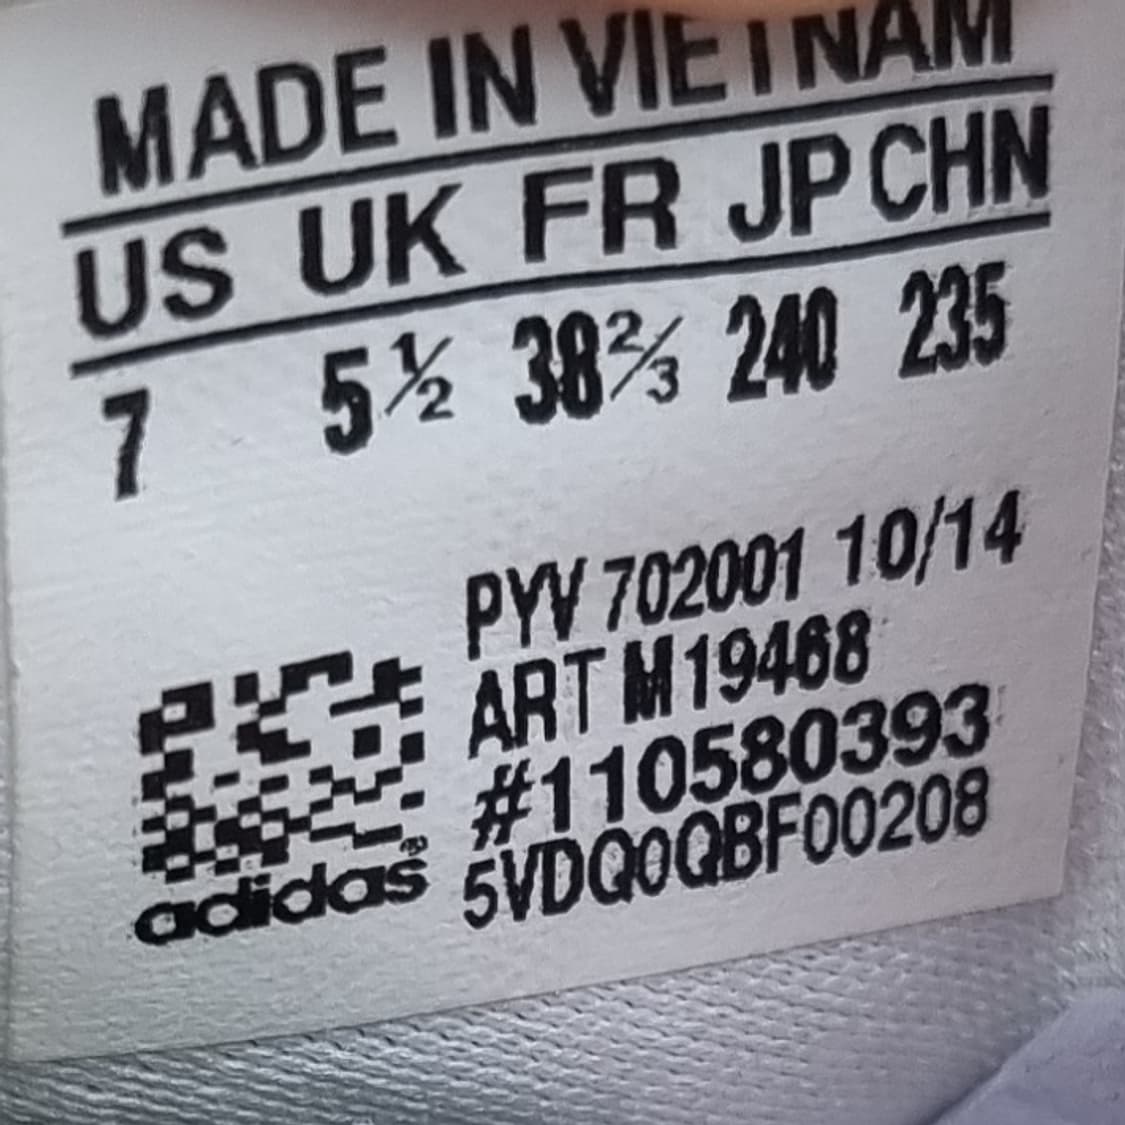 MADE IN VIETNAM
US UK FR JP CHN
7 5½ 38⅔ 240 235
PYV 702001 10/14
ART M19468
#110580393
5VDQ0QBF00208
adidas®